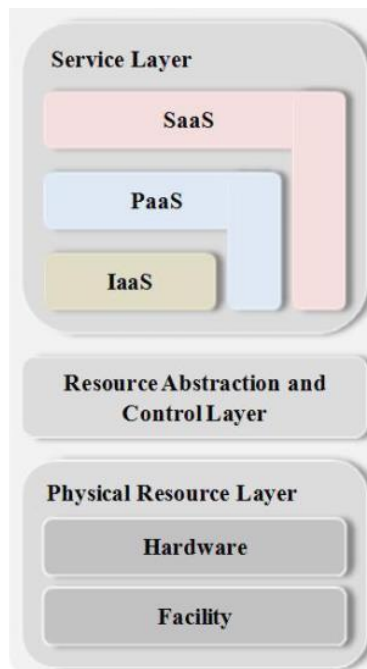 Service Layer
SaaS
PaaS
IaaS
Resource Abstraction and
Control Layer
Physical Resource Layer
Hardware
Facility